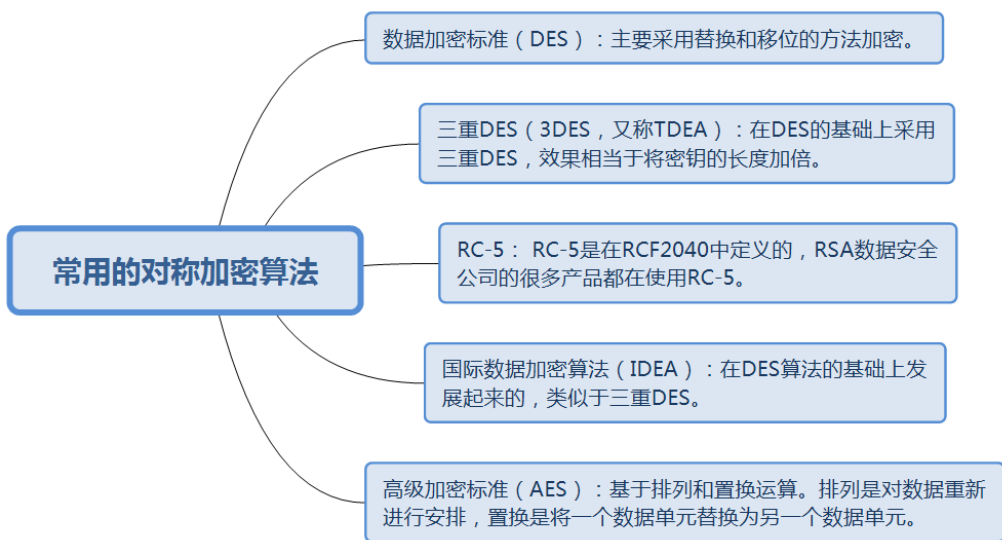 数据加密标准（DES）：主要采用替换和移位的方法加密。
三重DES（3DES，又称TDEA）：在DES的基础上采用
三重DES，效果相当于将密钥的长度加倍。
常用的对称加密算法
RC-5： RC-5是在RCF2040中定义的，RSA数据安全
公司的很多产品都在使用RC-5。
国际数据加密算法（IDEA）：在DES算法的基础上发
展起来的，类似于三重DES。
高级加密标准（AES）：基于排列和置换运算。排列是对数据重新
进行安排，置换是将一个数据单元替换为另一个数据单元。